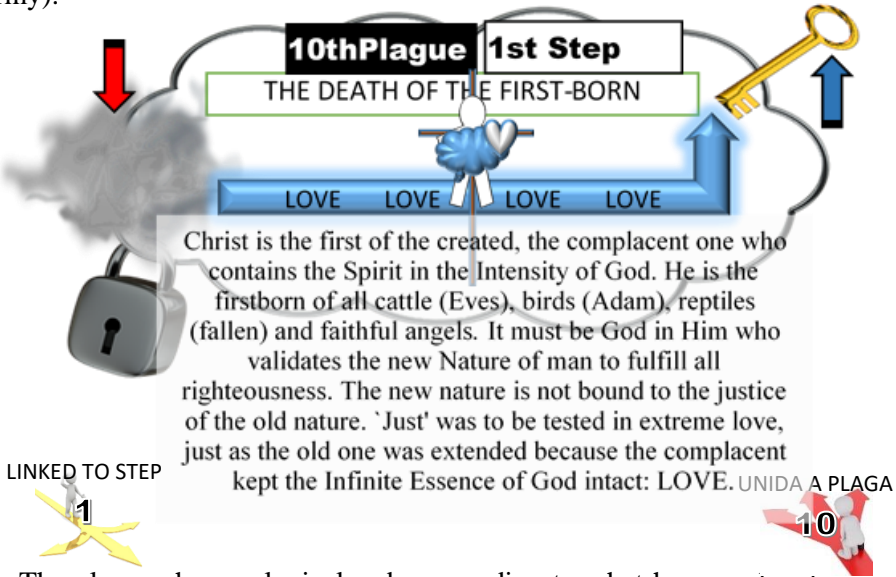 10thPlague 1st Step
THE DEATH OF THE FIRST-BORN
LOVE LOVE LOVE LOVE
Christ is the first of the created, the complacent one who
contains the Spirit in the Intensity of God. He is the
firstborn of all cattle (Eves), birds (Adam), reptiles
(fallen) and faithful angels. It must be God in Him who
validates the new Nature of man to fulfill all
righteousness. The new nature is not bound to the justice
of the old nature. `Just' was to be tested in extreme love,
just as the old one was extended because the complacent
kept the Infinite Essence of God intact: LOVE.
LINKED TO STEP
1
UNIDA A PLAGA
10